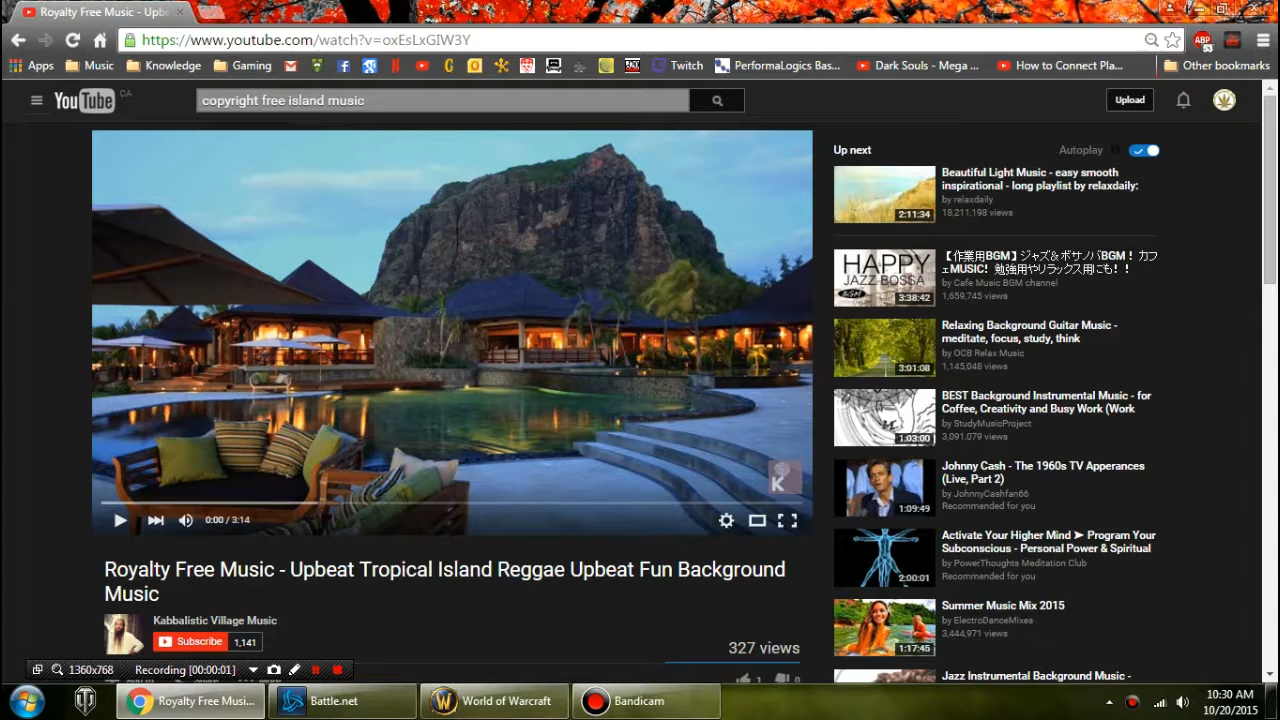 Royalty Free Music - Upbe
https://www.youtube.com/watch?v=oxEsLxGIW3Y
ABP
53
Apps
Music
Knowledge
Gaming
Twitch
PerformaLogics Bas...
Dark Souls - Mega ...
How to Connect Pla...
Other bookmarks
YouTube CA
copyright free island music
Upload
Up next
Autoplay
Beautiful Light Music - easy smooth
inspirational - long playlist by relaxdaily:
by relaxdaily
18,211,198 views
2:11:34
HAPPY
JAZZ BOSSA
BGM
3:38:42
【作業用BGM】ジャズ&ボサノバBGM！カフ
ェMUSIC！勉強用やリラックス用にも！！
by Cafe Music BGM channel
1,659,745 views
Relaxing Background Guitar Music -
meditate, focus, study, think
by OCB Relax Music
1,145,048 views
3:01:08
BEST Background Instrumental Music - for
Coffee, Creativity and Busy Work (Work
by StudyMusicProject
3,091,079 views
1:03:00
Johnny Cash - The 1960s TV Apperances
(Live, Part 2)
by JohnnyCashfan66
Recommended for you
1:09:49
Activate Your Higher Mind ➤ Program Your
Subconscious - Personal Power & Spiritual
by PowerThoughts Meditation Club
Recommended for you
2:00:01
Summer Music Mix 2015
by ElectroDanceMixes
3,444,971 views
1:17:45
Jazz Instrumental Background Music -
K
0:00 / 3:14
Royalty Free Music - Upbeat Tropical Island Reggae Upbeat Fun Background
Music
Kabbalistic Village Music
Subscribe 1,141
327 views
1 0
1360x768 Recording [00:00:01]
Royalty Free Musi...
Battle.net
World of Warcraft
Bandicam
10:30 AM
10/20/2015